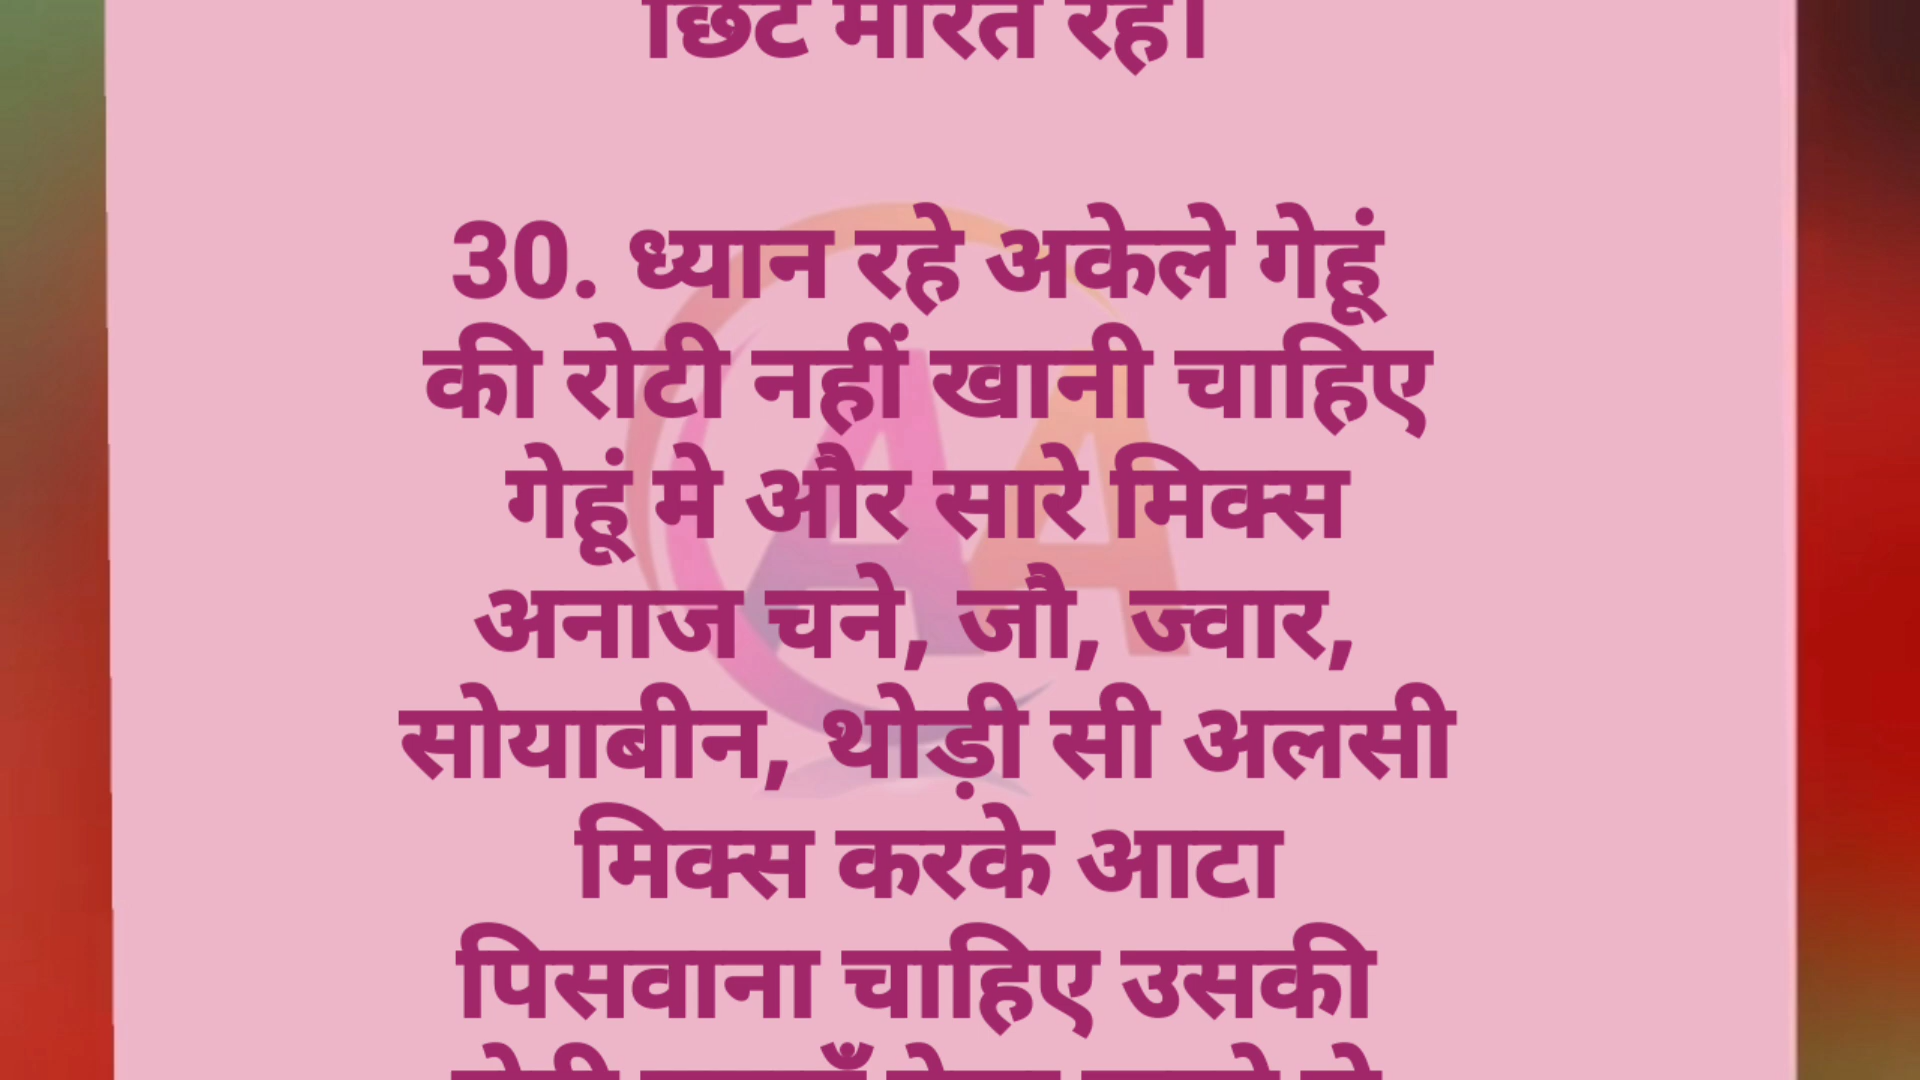 मारते रहे।
30. ध्यान रहे अकेले गेहूं
की रोटी नहीं खानी चाहिए
गेहूं मे और सारे मिक्स
अनाज चने, जौ, ज्वार,
सोयाबीन, थोड़ी सी अलसी
मिक्स करके आटा
पिसवाना चाहिए उसकी